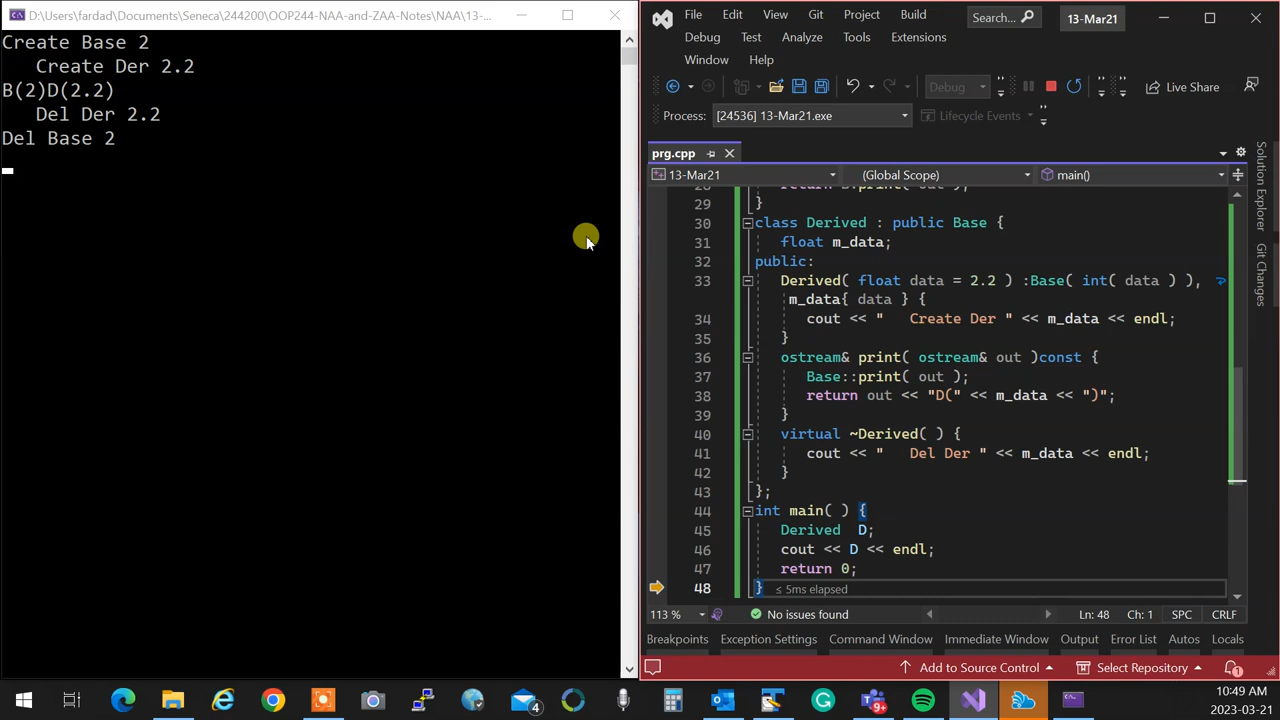 D:\Users\fardad\Documents\Seneca\244200\OOP244-NAA-and-ZAA-Notes\NAA\13-...
Create Base 2
Create Der 2.2
B(2)D(2.2)
Del Der 2.2
Del Base 2
File Edit View Git Project Build
Search...
13-Mar21
Debug Test Analyze Tools Extensions
Window Help
Debug
Live Share
Process: [24536] 13-Mar21.exe
Lifecycle Events
prg.cpp
13-Mar21 (Global Scope) main()
29 }
30 class Derived : public Base {
31 float m_data;
32 public:
33 Derived( float data = 2.2 ) :Base( int( data ) ),
m_data{ data } {
34 cout << "   Create Der " << m_data << endl;
35 }
36 ostream& print( ostream& out )const {
37 Base::print( out );
38 return out << "D(" << m_data << ")";
39 }
40 virtual ~Derived( ) {
41 cout << "   Del Der " << m_data << endl;
42 }
43 };
44 int main( ) {
45 Derived  D;
46 cout << D << endl;
47 return 0;
48 } ≤ 5ms elapsed
113 % No issues found Ln: 48 Ch: 1 SPC CRLF
Breakpoints Exception Settings Command Window Immediate Window Output Error List Autos Locals
Add to Source Control Select Repository 1
Solution Explorer
Git Changes
4
9+
10:49 AM
2023-03-21